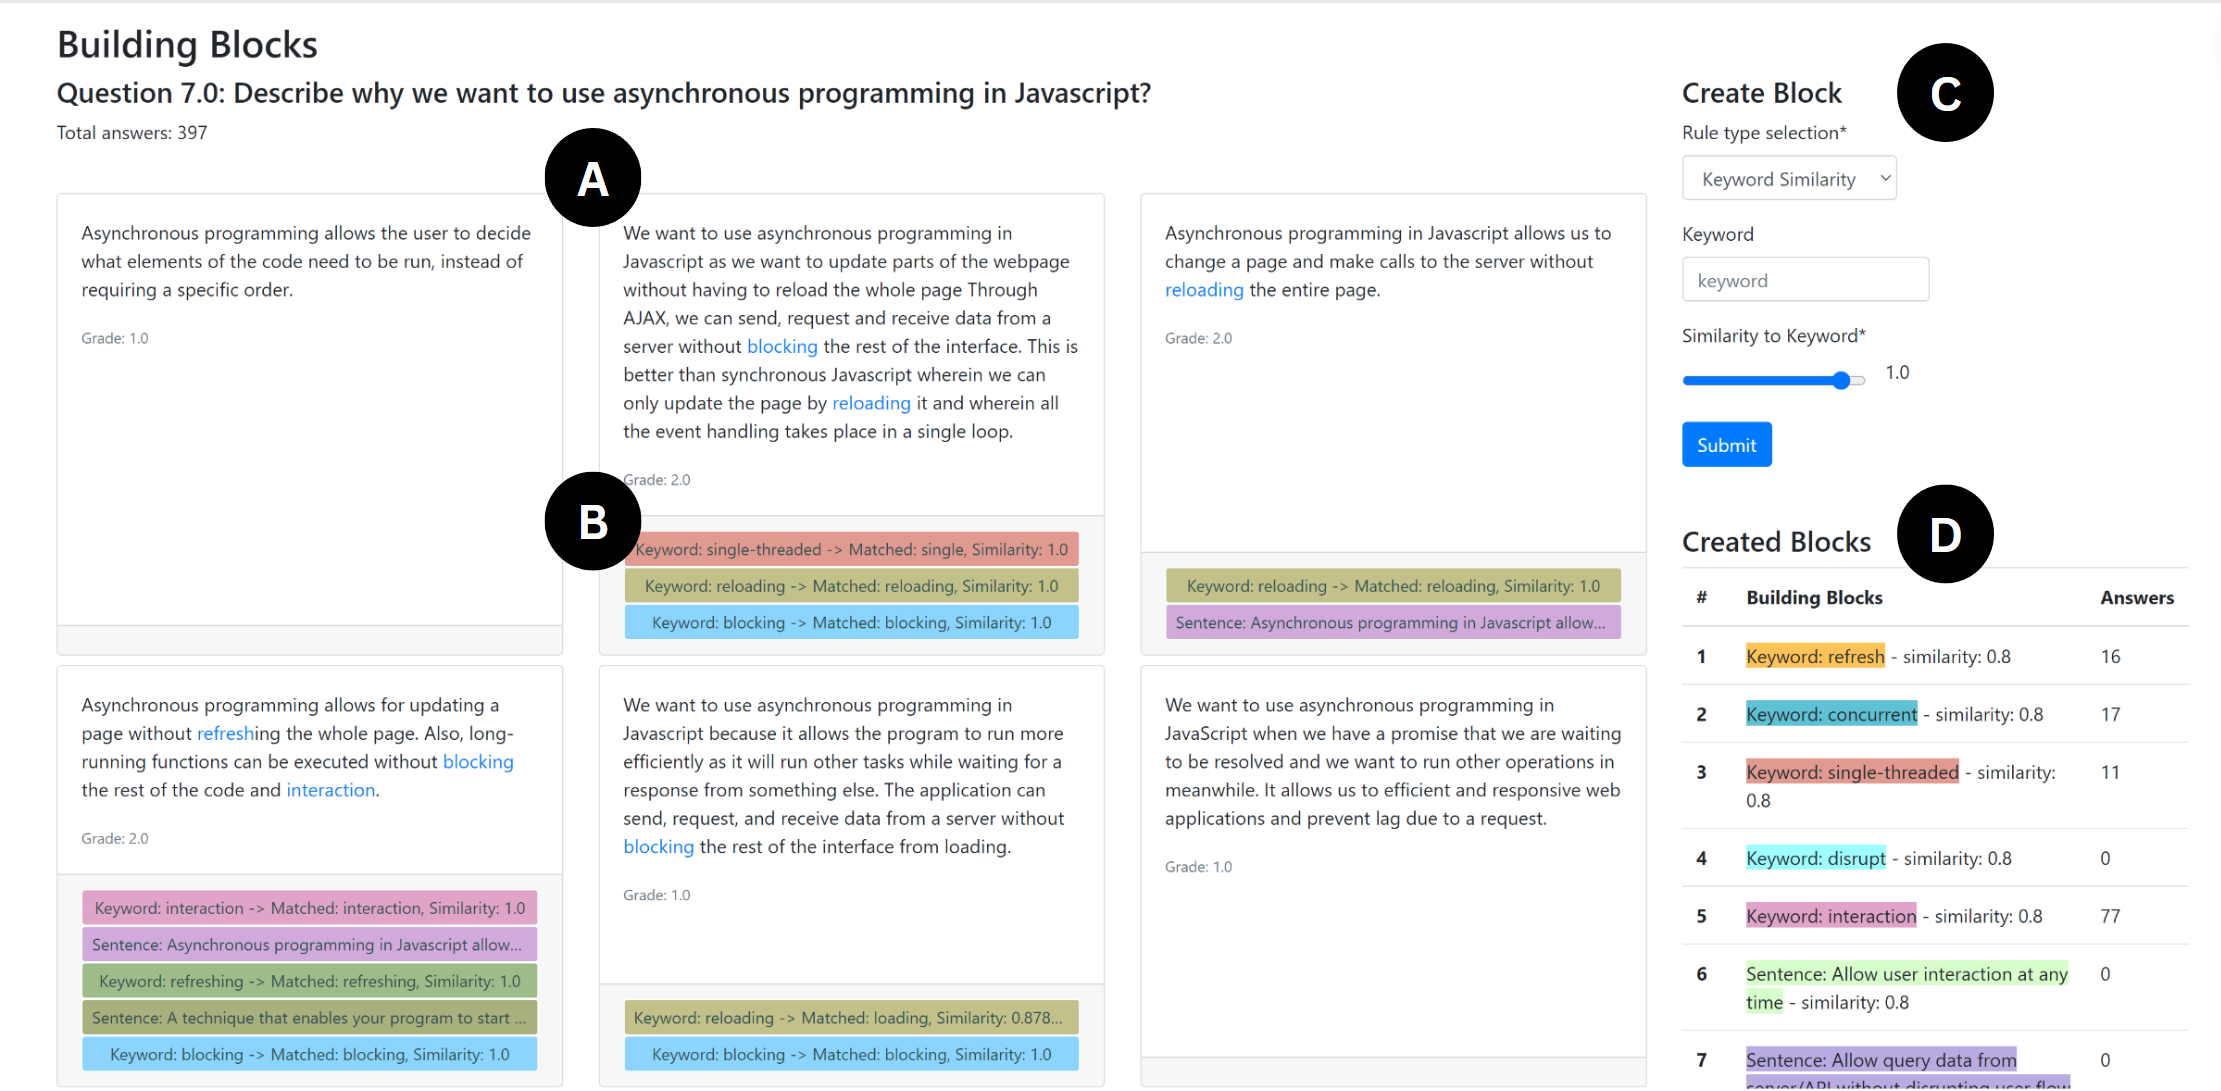 Building Blocks
Question 7.0: Describe why we want to use asynchronous programming in Javascript?
Total answers: 397
A
Asynchronous programming allows the user to decide
what elements of the code need to be run, instead of
requiring a specific order.
Grade: 1.0
We want to use asynchronous programming in
Javascript as we want to update parts of the webpage
without having to reload the whole page Through
AJAX, we can send, request and receive data from a
server without blocking the rest of the interface. This is
better than synchronous Javascript wherein we can
only update the page by reloading it and wherein all
the event handling takes place in a single loop.
Grade: 2.0
B
Keyword: single-threaded -> Matched: single, Similarity: 1.0
Keyword: reloading -> Matched: reloading, Similarity: 1.0
Keyword: blocking -> Matched: blocking, Similarity: 1.0
Asynchronous programming in Javascript allows us to
change a page and make calls to the server without
reloading the entire page.
Grade: 2.0
Keyword: reloading -> Matched: reloading, Similarity: 1.0
Sentence: Asynchronous programming in Javascript allow...
Asynchronous programming allows for updating a
page without refreshing the whole page. Also, long-
running functions can be executed without blocking
the rest of the code and interaction.
Grade: 2.0
Keyword: interaction -> Matched: interaction, Similarity: 1.0
Sentence: Asynchronous programming in Javascript allow...
Keyword: refreshing -> Matched: refreshing, Similarity: 1.0
Sentence: A technique that enables your program to start ...
Keyword: blocking -> Matched: blocking, Similarity: 1.0
We want to use asynchronous programming in
Javascript because it allows the program to run more
efficiently as it will run other tasks while waiting for a
response from something else. The application can
send, request, and receive data from a server without
blocking the rest of the interface from loading.
Grade: 1.0
Keyword: reloading -> Matched: loading, Similarity: 0.878...
Keyword: blocking -> Matched: blocking, Similarity: 1.0
We want to use asynchronous programming in
JavaScript when we have a promise that we are waiting
to be resolved and we want to run other operations in
meanwhile. It allows us to efficient and responsive web
applications and prevent lag due to a request.
Grade: 1.0
Create Block
C
Rule type selection*
Keyword Similarity
Keyword
keyword
Similarity to Keyword*
1.0
Submit
Created Blocks
D
# Building Blocks Answers
1 Keyword: refresh - similarity: 0.8 16
2 Keyword: concurrent - similarity: 0.8 17
3 Keyword: single-threaded - similarity: 11
0.8
4 Keyword: disrupt - similarity: 0.8 0
5 Keyword: interaction - similarity: 0.8 77
6 Sentence: Allow user interaction at any 0
time - similarity: 0.8
7 Sentence: Allow query data from 0
server/API without disrupting user flow